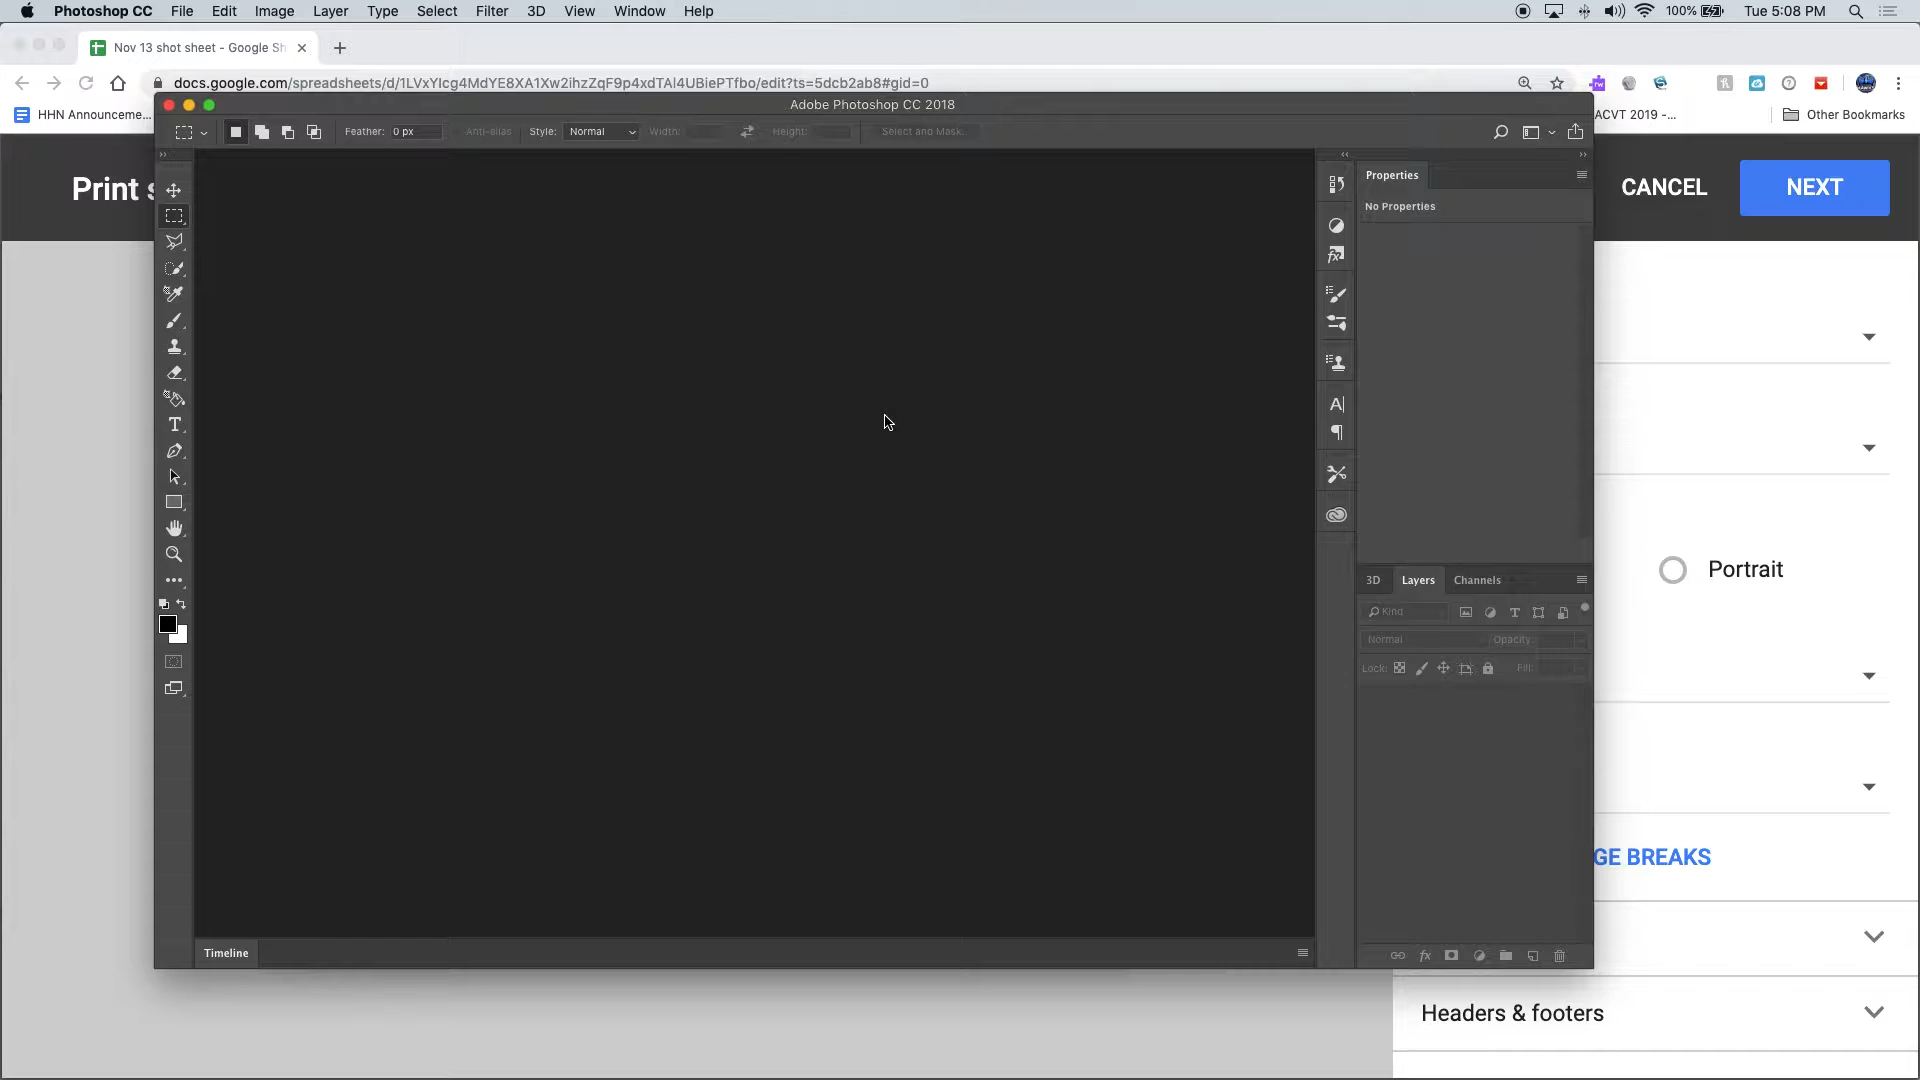 Photoshop CC File Edit Image Layer Type Select Filter 3D View Window Help 100% Tue 5:08 PM
Nov 13 shot sheet - Google Sh
docs.google.com/spreadsheets/d/1LVxYIcg4MdYE8XA1Xw2ihzZqF9p4xdTAl4UBiePTfbo/edit?ts=5dcb2ab8#gid=0
HHN Announceme... ACVT 2019 -... Other Bookmarks
Adobe Photoshop CC 2018
Feather: 0 px Anti-alias Style: Normal Width: Height: Select and Mask...
Print s CANCEL NEXT
Properties
No Properties
Portrait
3D Layers Channels
Kind
Normal Opacity:
Lock: Fill:
GE BREAKS
Timeline
Headers & footers